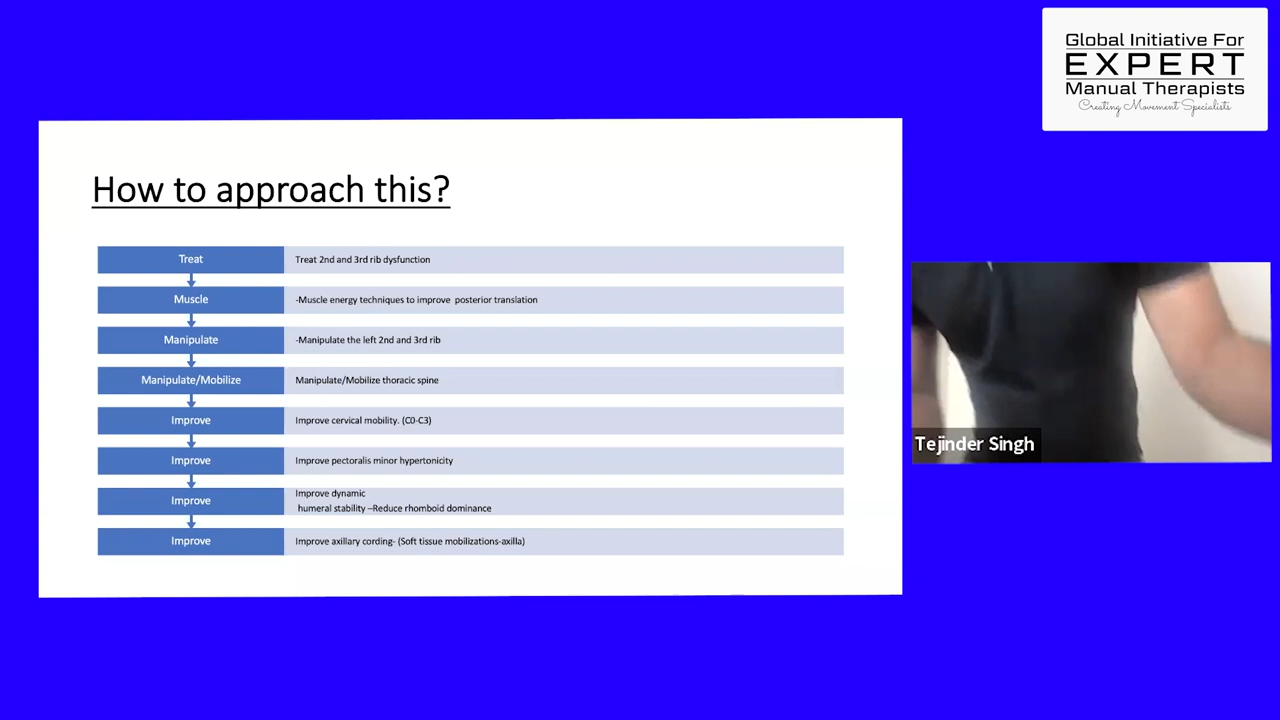 Global Initiative For
EXPERT
Manual Therapists
Creating Movement Specialists
How to approach this?
Treat
Treat 2nd and 3rd rib dysfunction
Muscle
-Muscle energy techniques to improve posterior translation
Manipulate
-Manipulate the left 2nd and 3rd rib
Manipulate/Mobilize
Manipulate/Mobilize thoracic spine
Improve
Improve cervical mobility. (C0-C3)
Improve
Improve pectoralis minor hypertonicity
Improve
Improve dynamic
humeral stability –Reduce rhomboid dominance
Improve
Improve axillary cording- (Soft tissue mobilizations-axilla)
Tejinder Singh